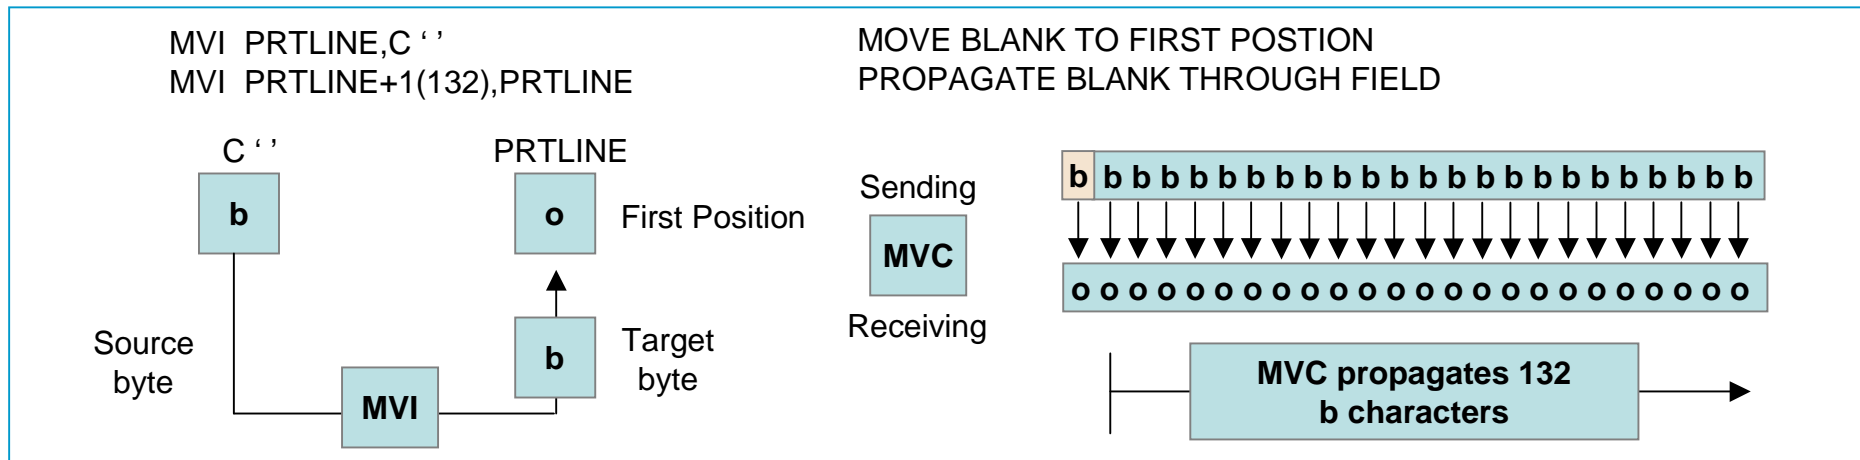 MVI PRTLINE,C ‘ ’
MVI PRTLINE+1(132),PRTLINE
MOVE BLANK TO FIRST POSTION
PROPAGATE BLANK THROUGH FIELD
C ‘ ’
PRTLINE
b
o
First Position
Source
byte
MVI
b
Target
byte
Sending
MVC
Receiving
b b b b b b b b b b b b b b b b b b b b b b b b
o o o o o o o o o o o o o o o o o o o o o o o o
MVC propagates 132
b characters